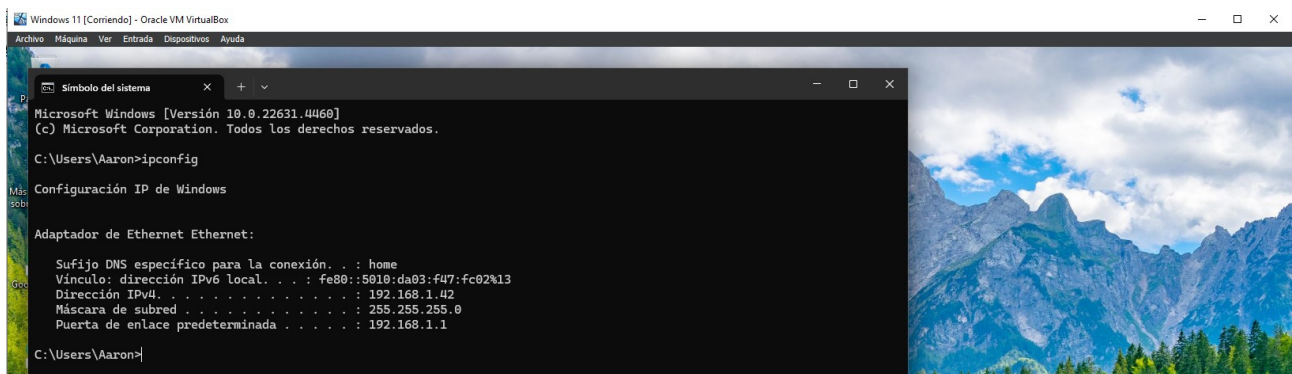 Windows 11 [Corriendo] - Oracle VM VirtualBox
Archivo Máquina Ver Entrada Dispositivos Ayuda
Símbolo del sistema
Microsoft Windows [Versión 10.0.22631.4460]
(c) Microsoft Corporation. Todos los derechos reservados.
C:\Users\Aaron>ipconfig
Configuración IP de Windows
Más
Adaptador de Ethernet Ethernet:
Sufijo DNS específico para la conexión. . : home
Vínculo: dirección IPv6 local. . . : fe80::5010:da03:f47:fc02%13
Dirección IPv4. . . . . . . . . . . . . . : 192.168.1.42
Máscara de subred . . . . . . . . . . . . : 255.255.255.0
Puerta de enlace predeterminada . . . . . : 192.168.1.1
C:\Users\Aaron>